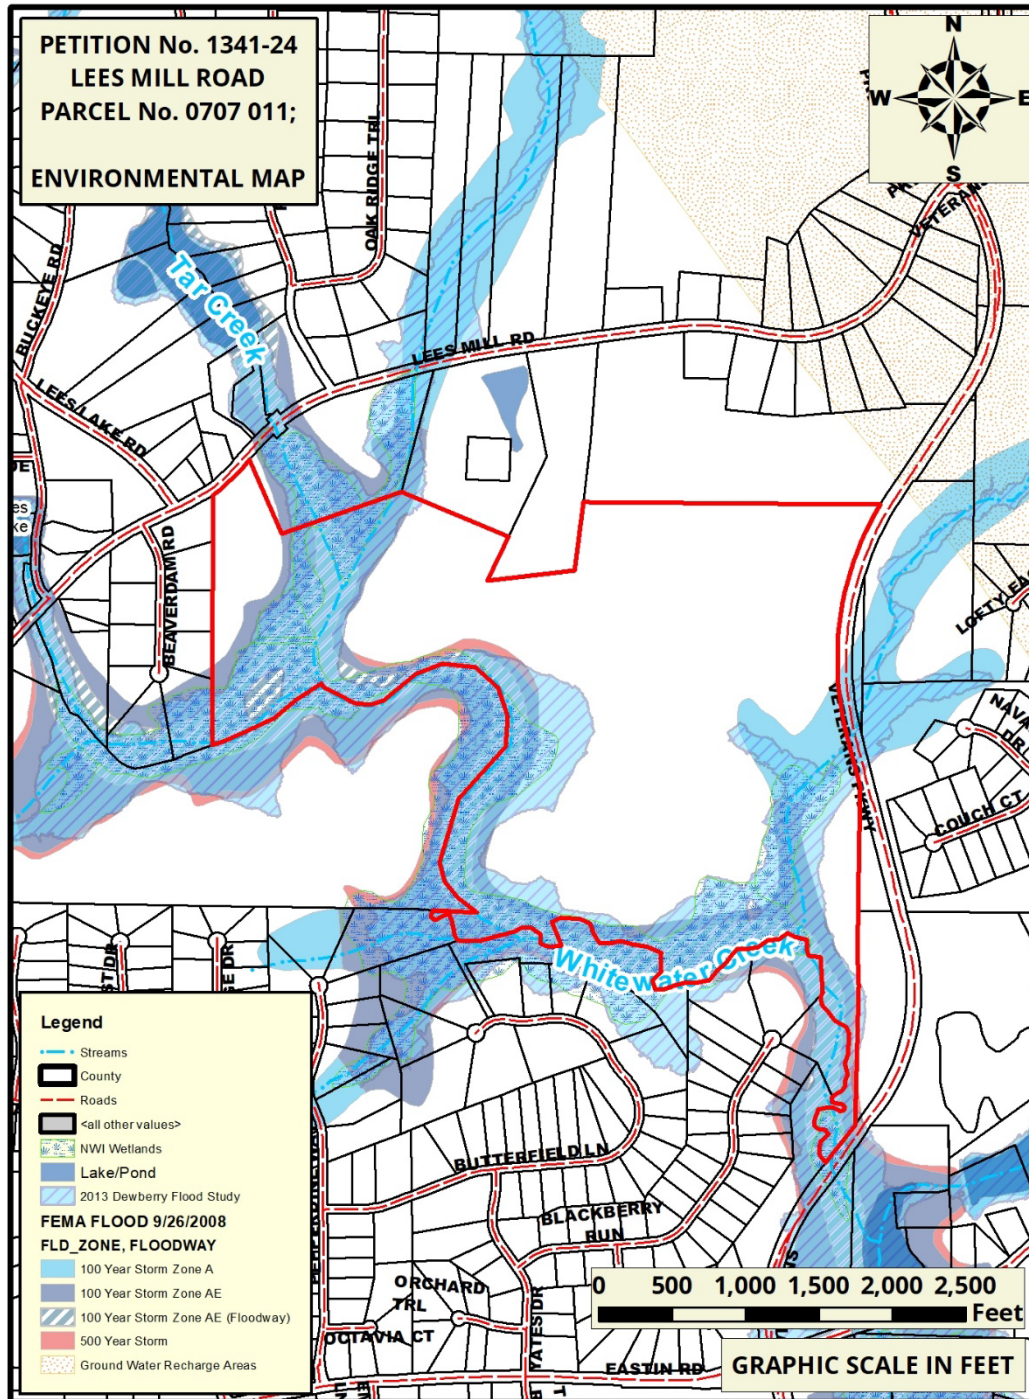 PETITION No. 1341-24
LEES MILL ROAD
PARCEL No. 0707 011;
ENVIRONMENTAL MAP
N
W
E
S
OAK RIDGE TRL
BUCKEYE RD
Tar Creek
LEES LAKE RD
LEES MILL RD
BEAVERDAM RD
LOFTY
VETERANS PKWY
DR
COUCH CT
Whitewater Creek
BUTTERFIELD LN
BLACKBERRY
RUN
ORCHARD
TRL
OCTAVIA CT
YATES DR
EASTIN RD
Legend
Streams
County
Roads
<all other values>
NWI Wetlands
Lake/Pond
2013 Dewberry Flood Study
FEMA FLOOD 9/26/2008
FLD_ZONE, FLOODWAY
100 Year Storm Zone A
100 Year Storm Zone AE
100 Year Storm Zone AE (Floodway)
500 Year Storm
Ground Water Recharge Areas
0 500 1,000 1,500 2,000 2,500
Feet
GRAPHIC SCALE IN FEET